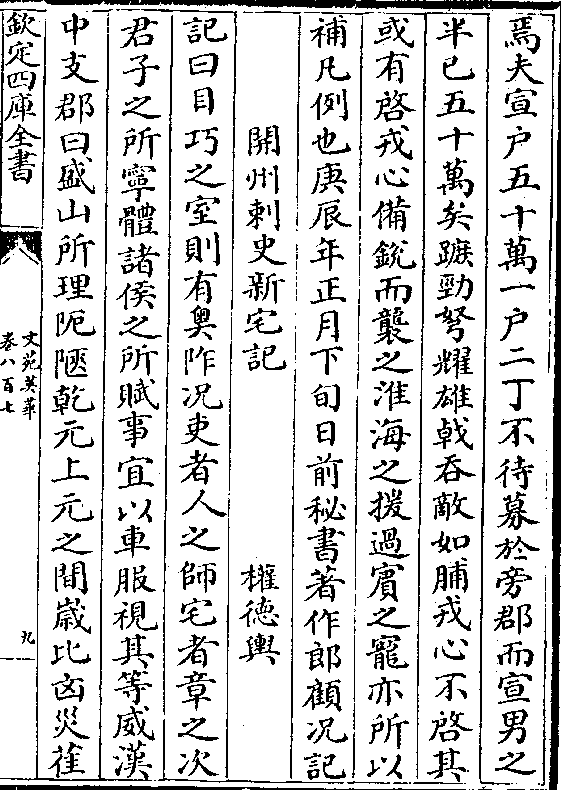 焉夫宣户五十萬一户二丁不待募於旁郡而宣男之
半已五十萬矣蹶勁弩耀雄戟吞敵如脯戎心不啓其
或有啓戎心備銳而襲之淮海之援過賓之寵亦所以
補凡例也庚辰年正月下旬日前秘書著作郎顧况記
開州刺史新宅記 權德輿
記曰目巧之室則有奥阼况吏者人之師宅者章之次
君子之所寧體諸侯之所賦事宜以車服視其等威漢
中支郡曰盛山所理阨陿乾元上元之間歲比凶災萑
欽定四庫全書
文苑英華
卷八百七
九